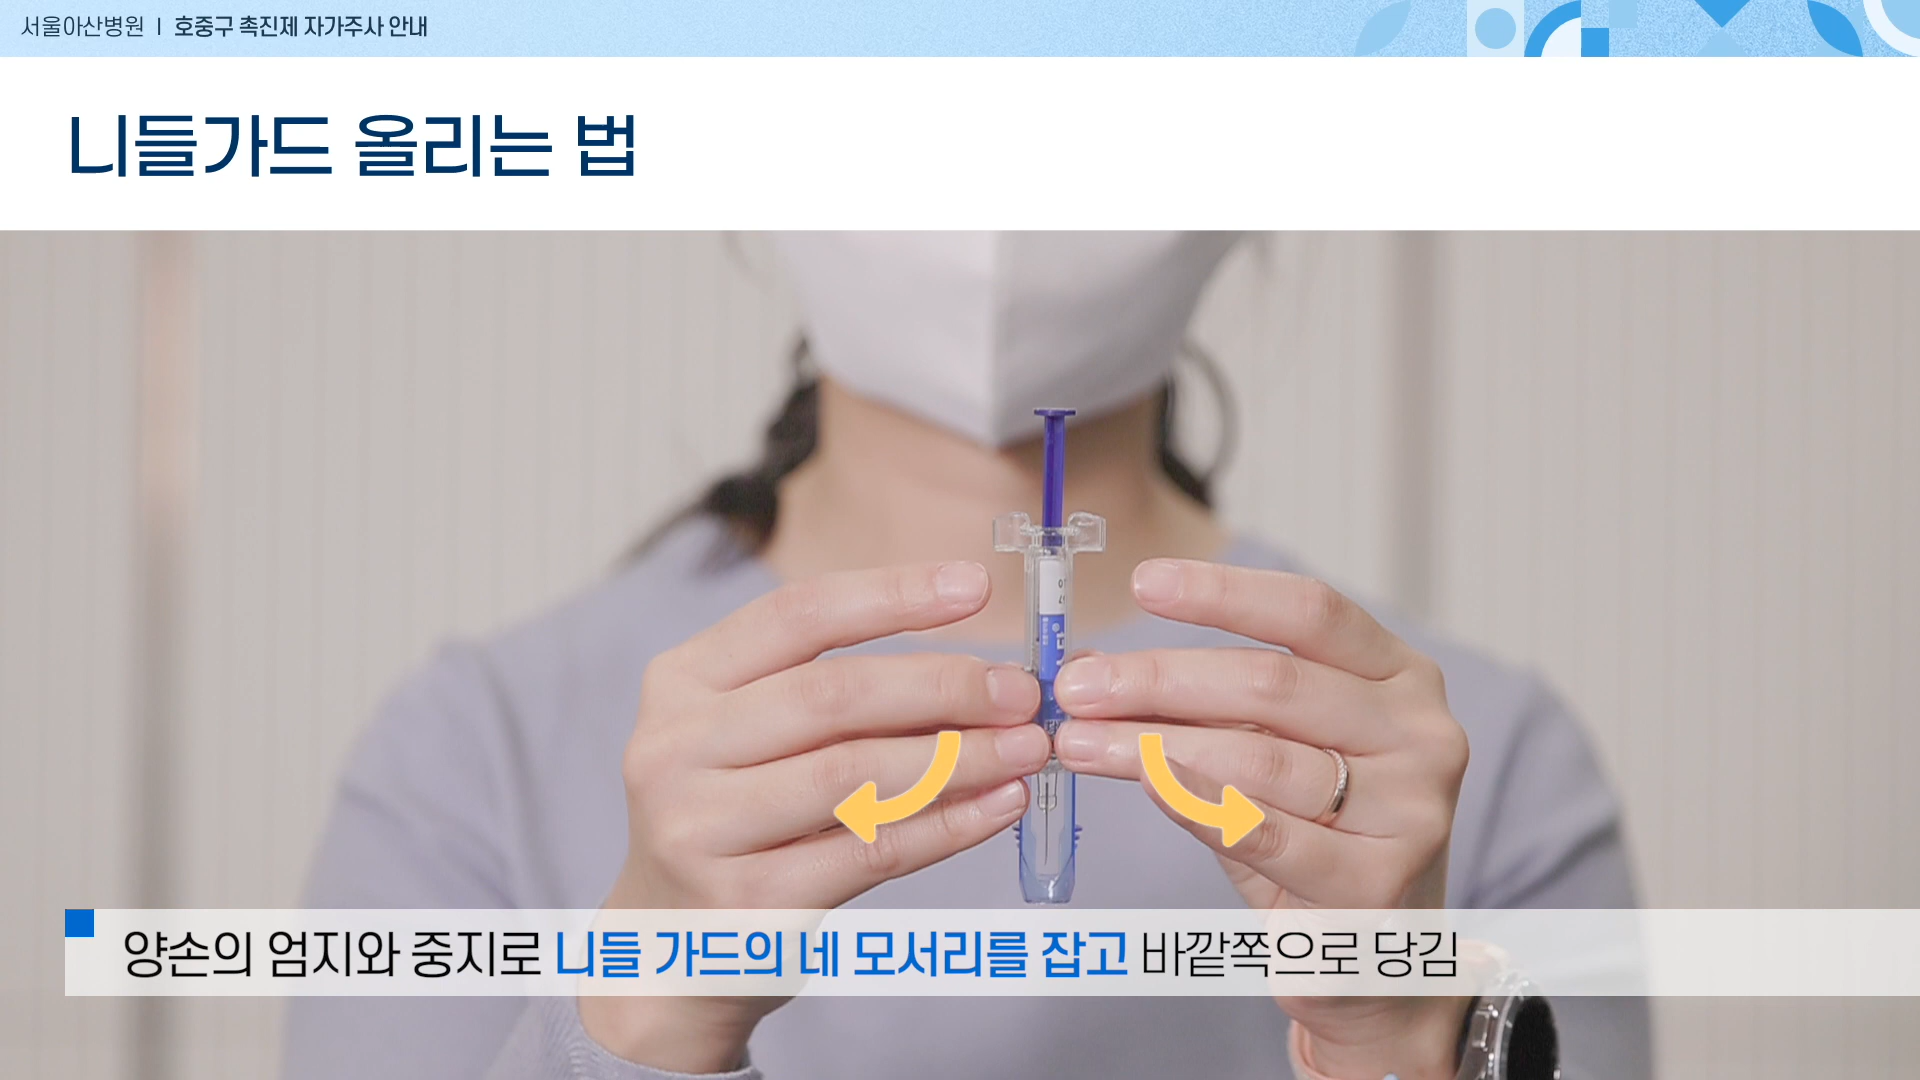 서울아산병원 | 호중구 촉진제 자가주사 안내
니들가드 올리는 법
양손의 엄지와 중지로 니들 가드의 네 모서리를 잡고 바깥쪽으로 당김